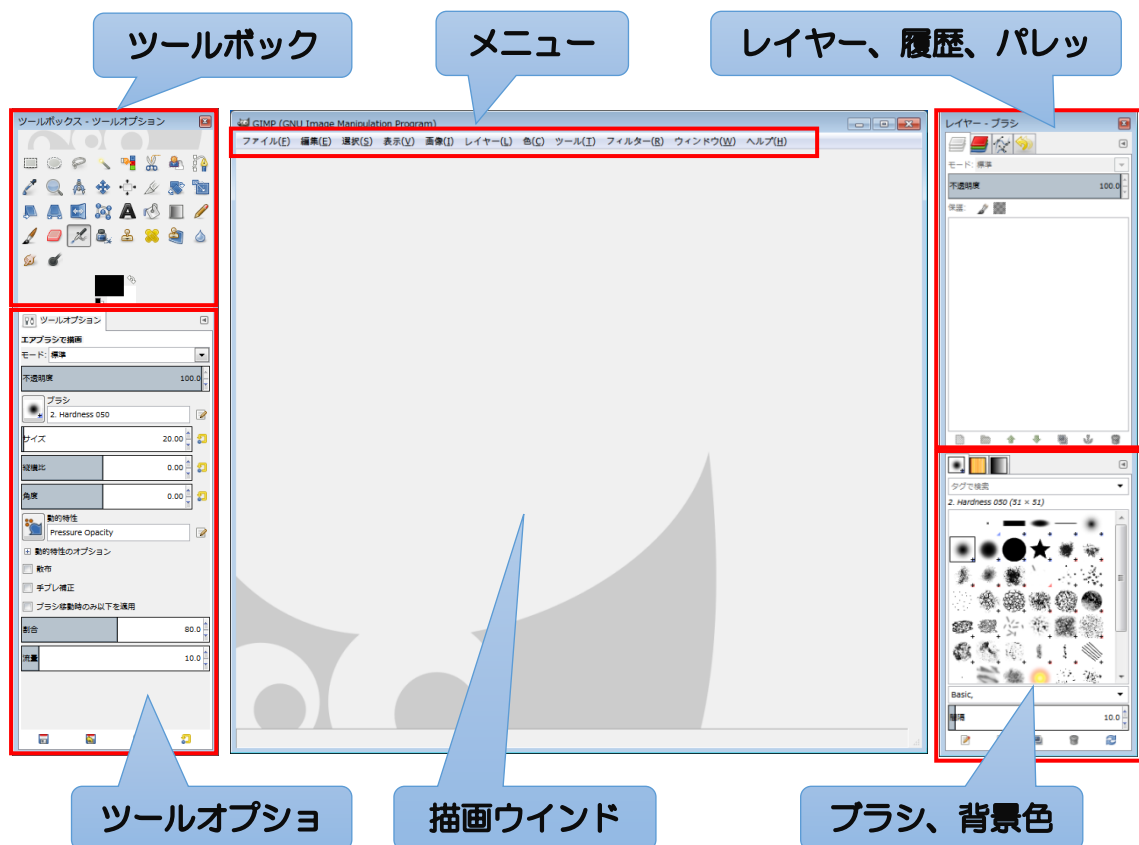 ツールボック
メニュー
レイヤー、履歴、パレッ
ツールボックス - ツールオプション
GIMP (GNU Image Manipulation Program)
ファイル(F) 編集(E) 選択(S) 表示(V) 画像(I) レイヤー(L) 色(C) ツール(T) フィルター(R) ウィンドウ(W) ヘルプ(H)
レイヤー - ブラシ
モード: 標準
不透明度 100.0
保護:
ツールオプション
エアブラシで描画
モード: 標準
不透明度 100.0
ブラシ
2. Hardness 050
サイズ 20.00
縦横比 0.00
角度 0.00
動的特性
Pressure Opacity
動的特性のオプション
散布
手ブレ補正
ブラシ移動時のみ以下を適用
割合 80.0
流量 10.0
タグで検索
2. Hardness 050 (51 × 51)
Basic,
間隔 10.0
ツールオプショ
描画ウインド
ブラシ、背景色